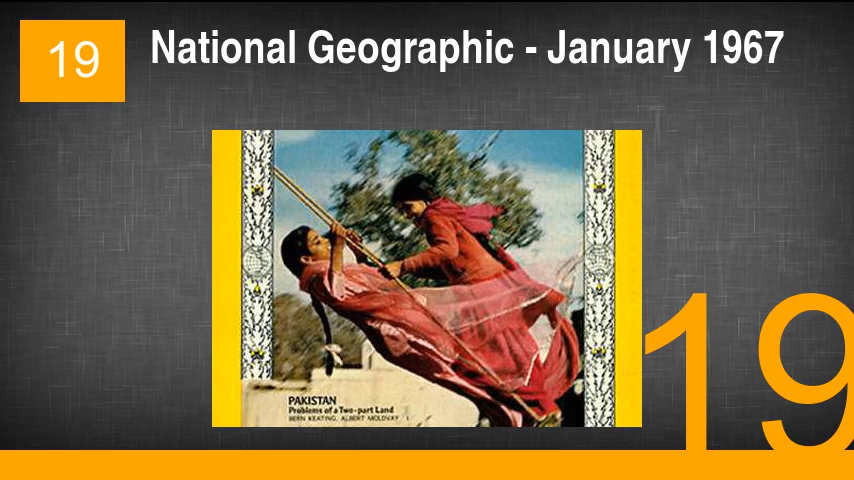 19
National Geographic - January 1967
PAKISTAN
Problems of a Two-part Land
BERN KEATING, ALBERT MOLDVAY
19